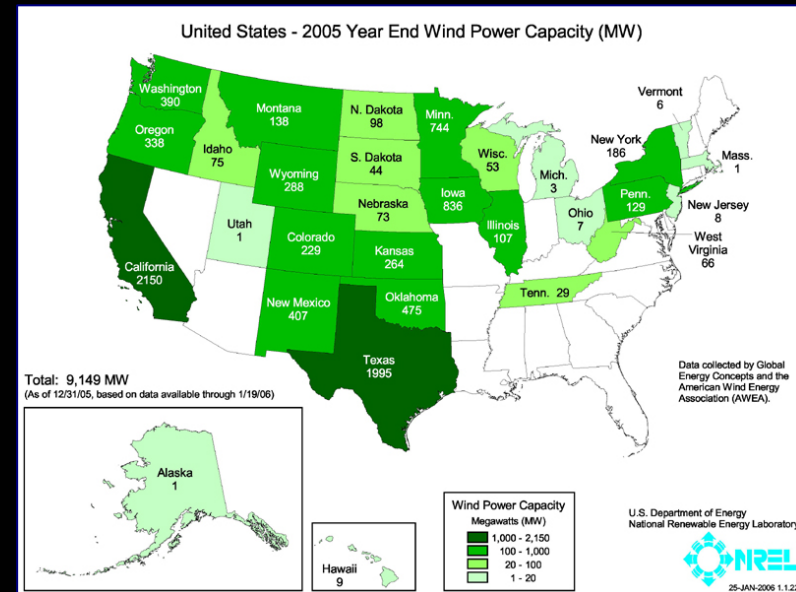 United States - 2005 Year End Wind Power Capacity (MW)
Washington
390
Oregon
338
Idaho
75
Montana
138
Wyoming
288
N. Dakota
98
S. Dakota
44
Nebraska
73
Minn.
744
Wisc.
53
Iowa
836
Mich.
3
Illinois
107
Ohio
7
Vermont
6
New York
186
Mass.
1
Penn.
129
New Jersey
8
West
Virginia
66
California
2150
Utah
1
Colorado
229
Kansas
264
New Mexico
407
Oklahoma
475
Tenn. 29
Texas
1995
Total: 9,149 MW
(As of 12/31/05, based on data available through 1/19/06)
Data collected by Global
Energy Concepts and the
American Wind Energy
Association (AWEA).
Alaska
1
Hawaii
9
Wind Power Capacity
Megawatts (MW)
1,000 - 2,150
100 - 1,000
20 - 100
1 - 20
U.S. Department of Energy
National Renewable Energy Laboratory
NREL
25-JAN-2006 1.1.22